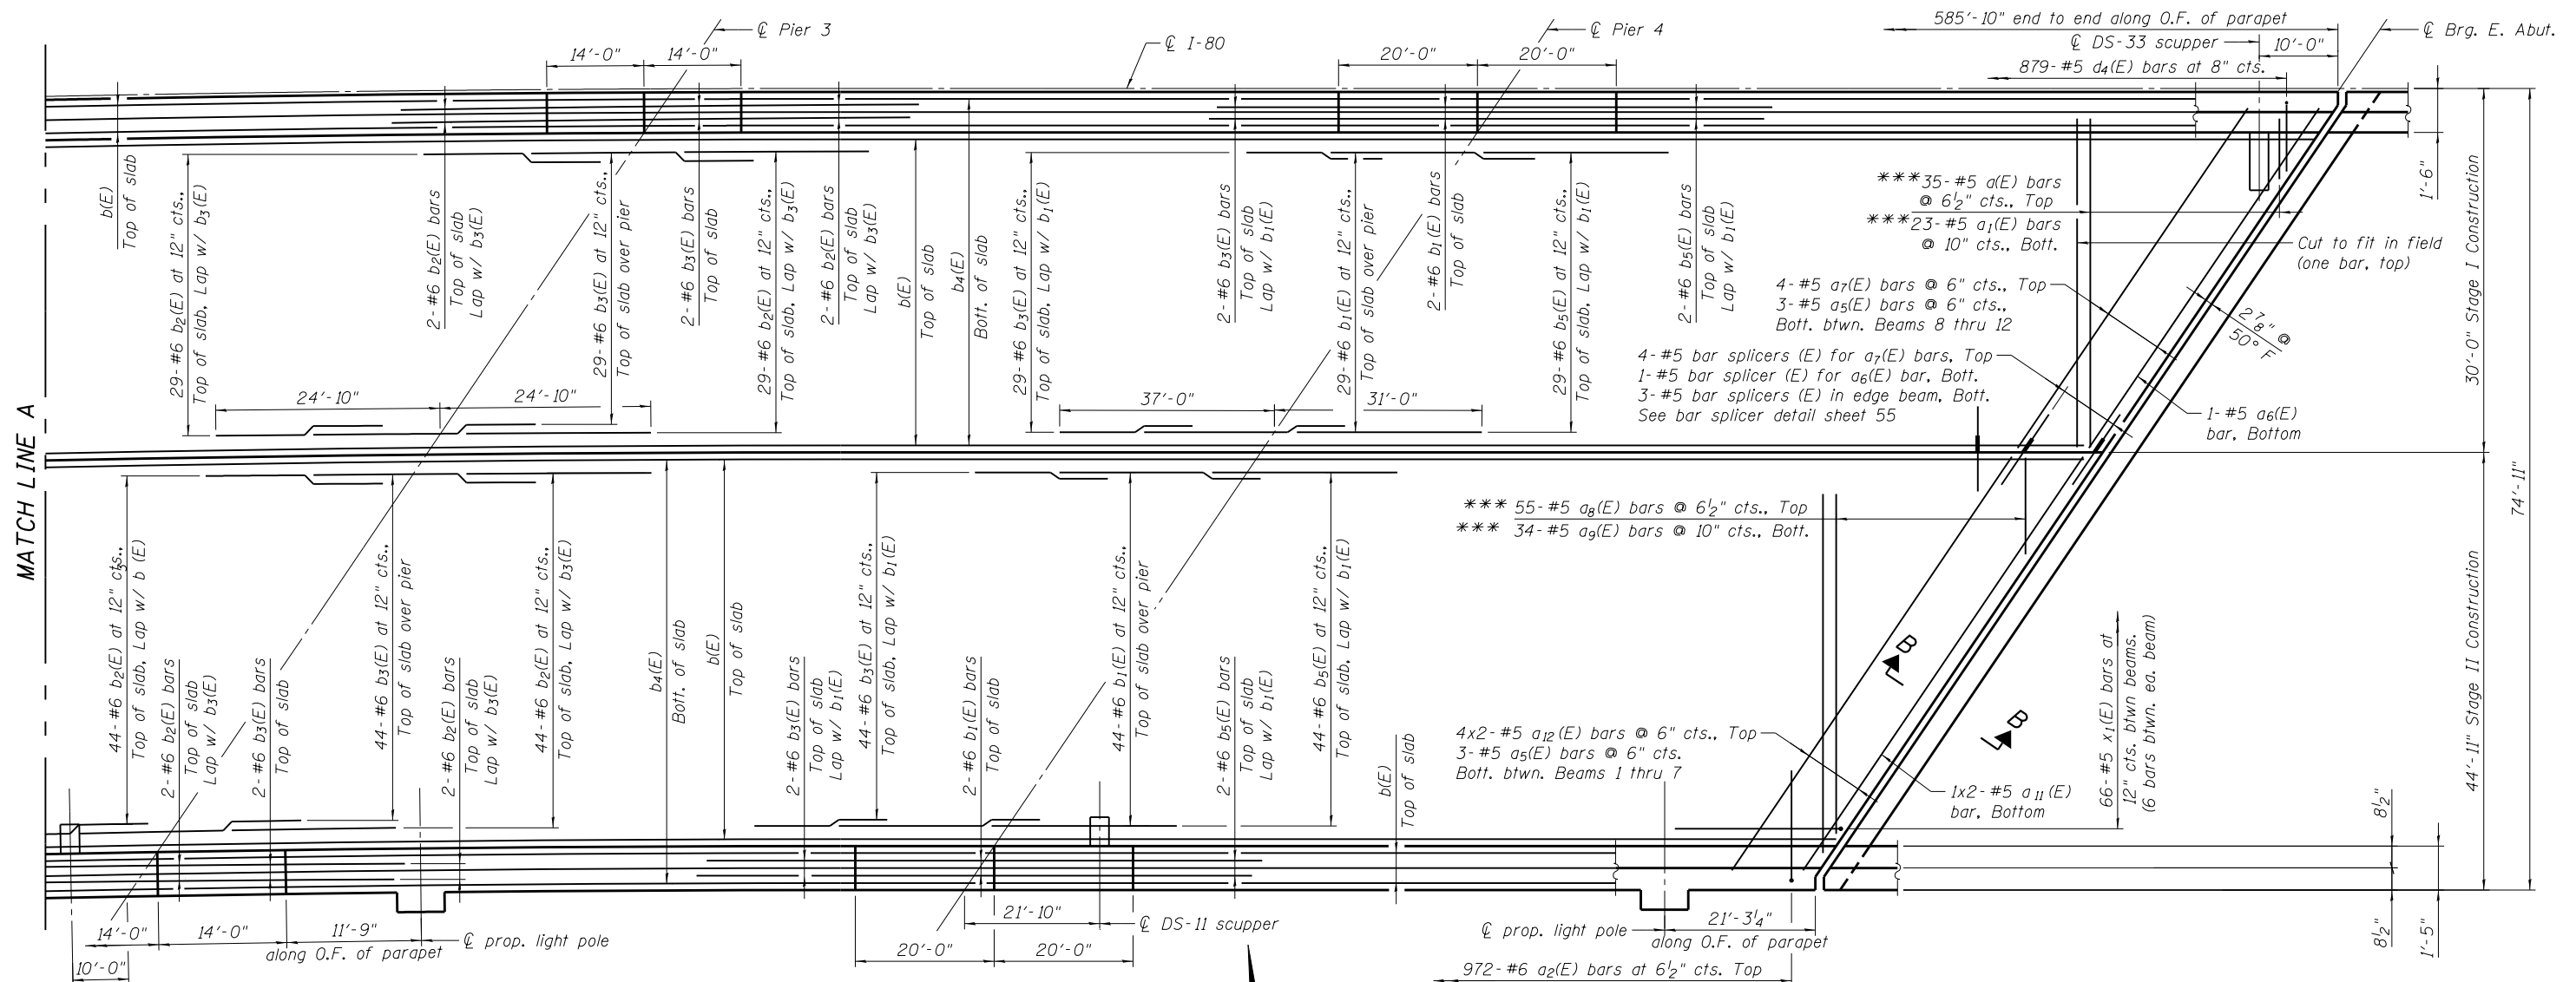 585'-10" end to end along O.F. of parapet
℄ Pier 3
14'-0"
14'-0"
℄ I-80
℄ Pier 4
20'-0"
20'-0"
℄ DS-33 scupper
10'-0"
℄ Brg. E. Abut.
879-#5 d4(E) bars at 8" cts.
b(E)
Top of slab
29-#6 b2(E) at 12" cts.,
Top of slab, Lap w/ b3(E)
2-#6 b2(E) bars
Top of slab
Lap w/ b3(E)
29-#6 b3(E) at 12" cts.
Top of slab over pier
2-#6 b3(E) bars
Top of slab
29-#6 b2(E) at 12" cts.,
Top of slab, Lap w/ b3(E)
2-#6 b2(E) bars
Top of slab
Lap w/ b3(E)
b(E)
Top of slab
b4(E)
Bott. of slab
29-#6 b3(E) at 12" cts.,
Top of slab, Lap w/ b1(E)
2-#6 b3(E) bars
Top of slab
Lap w/ b1(E)
29-#6 b1(E) at 12" cts.
Top of slab over pier
2-#6 b1(E) bars
Top of slab
29-#6 b5(E) at 12" cts.
Top of slab, Lap w/ b1(E)
2-#6 b5(E) bars
Top of slab
Lap w/ b1(E)
***35-#5 a(E) bars
@ 6½" cts., Top
***23-#5 a1(E) bars
@ 10" cts., Bott.
Cut to fit in field
(one bar, top)
4-#5 a7(E) bars @ 6" cts., Top
3-#5 a5(E) bars @ 6" cts.,
Bott. btwn. Beams 8 thru 12
2⅞" @
50° F
4-#5 bar splicers (E) for a7(E) bars, Top
1-#5 bar splicer (E) for a6(E) bar, Bott.
3-#5 bar splicers (E) in edge beam, Bott.
See bar splicer detail sheet 55
1-#5 a6(E)
bar, Bottom
1'-6"
30'-0" Stage I Construction
74'-11"
24'-10"
24'-10"
37'-0"
31'-0"
MATCH LINE A
44-#6 b2(E) at 12" cts.,
Top of slab, Lap w/ b (E)
2-#6 b2(E) bars
Top of slab
Lap w/ b3(E)
2-#6 b3(E) bars
Top of slab
44-#6 b3(E) at 12" cts.
Top of slab over pier
2-#6 b2(E) bars
Top of slab
Lap w/ b3(E)
44-#6 b2(E) at 12" cts.,
Top of slab, Lap w/ b3(E)
b4(E)
Bott. of slab
b(E)
Top of slab
2-#6 b3(E) bars
Top of slab
Lap w/ b1(E)
44-#6 b3(E) at 12" cts.,
Top of slab, Lap w/ b1(E)
2-#6 b1(E) bars
Top of slab
44-#6 b1(E) at 12" cts.
Top of slab over pier
2-#6 b5(E) bars
Top of slab
Lap w/ b1(E)
44-#6 b5(E) at 12" cts.
Top of slab, Lap w/ b1(E)
b(E)
Top of slab
*** 55-#5 a8(E) bars @ 6½" cts., Top
*** 34-#5 a9(E) bars @ 10" cts., Bott.
B
B
4x2-#5 a12(E) bars @ 6" cts., Top
3-#5 a5(E) bars @ 6" cts.
Bott. btwn. Beams 1 thru 7
1x2-#5 a11(E)
bar, Bottom
66-#5 x1(E) bars at
12" cts. btwn beams.
(6 bars btwn. ea. beam)
44'-11" Stage II Construction
8½"
8½"
1'-5"
14'-0"
14'-0"
11'-9"
along O.F. of parapet
℄ prop. light pole
10'-0"
21'-10"
℄ DS-11 scupper
20'-0"
20'-0"
℄ prop. light pole
21'-3¼"
along O.F. of parapet
972-#6 a2(E) bars at 6½" cts. Top